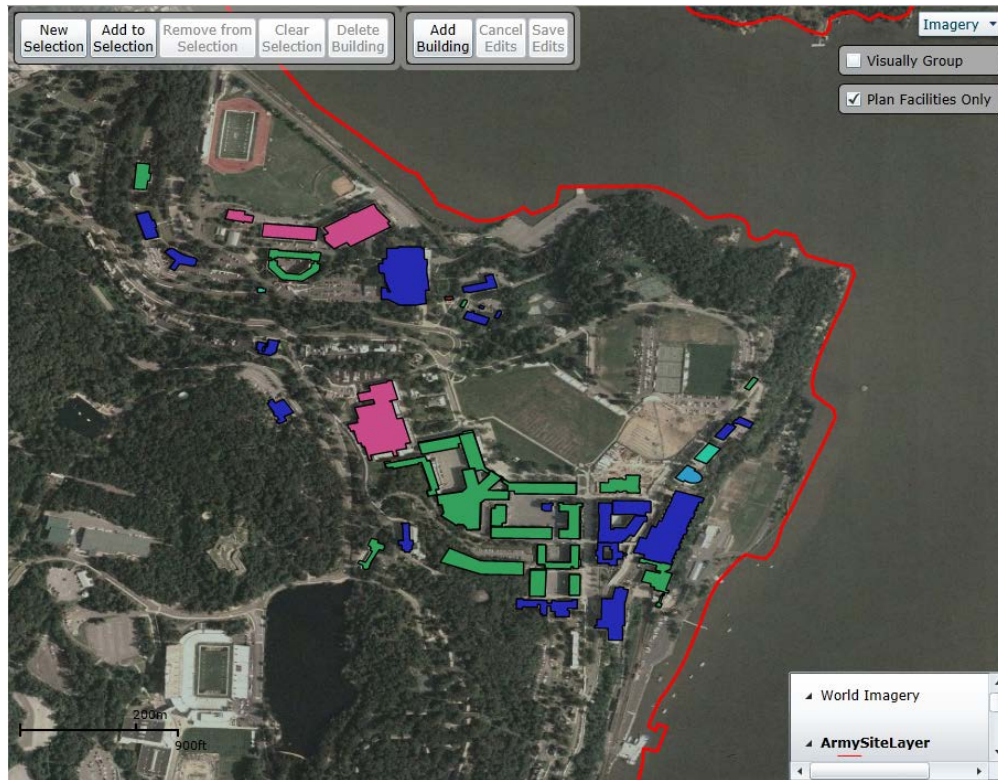 New
Selection
Add to
Selection
Remove from
Selection
Clear
Selection
Delete
Building
Add
Building
Cancel
Edits
Save
Edits
Imagery
Visually Group
Plan Facilities Only
200m
900ft
World Imagery
ArmySiteLayer